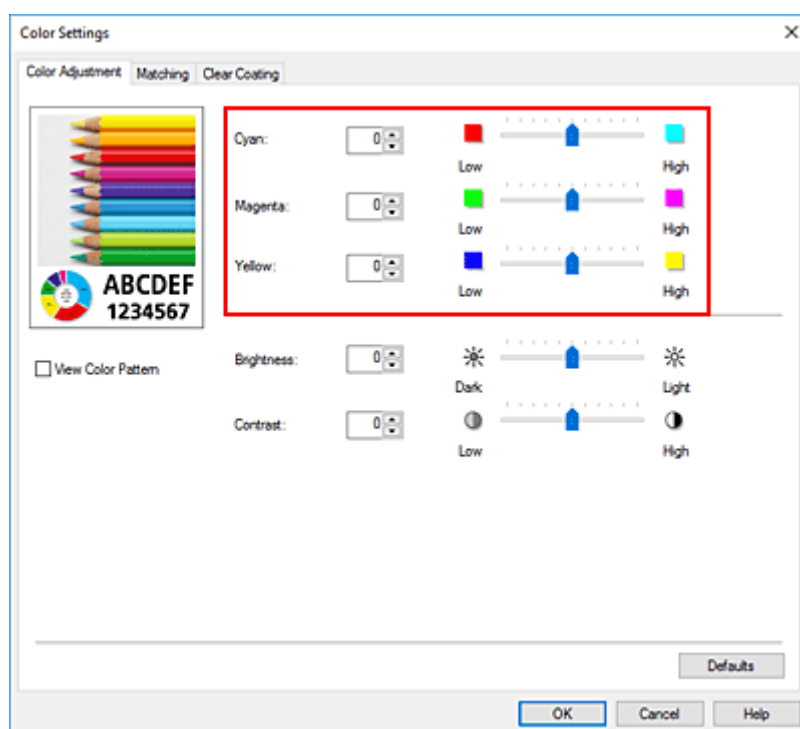 Color Settings
Color Adjustment Matching Clear Coating
Cyan: 0
Low High
Magenta: 0
Low High
Yellow: 0
Low High
ABCDEF
1234567
View Color Pattern
Brightness: 0
Dark Light
Contrast: 0
Low High
Defaults
OK Cancel Help